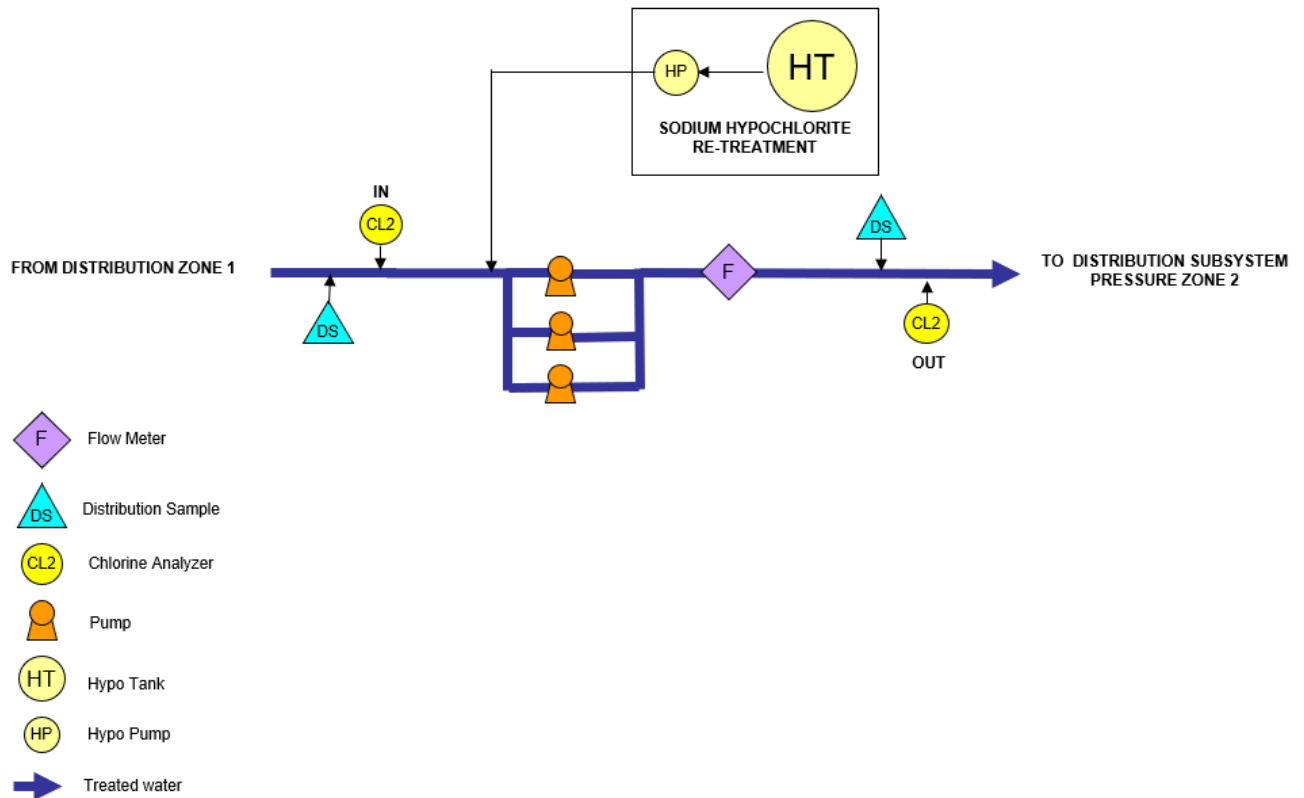 HT
HP
SODIUM HYPOCHLORITE
RE-TREATMENT
IN
CL2
DS
FROM DISTRIBUTION ZONE 1
F
TO DISTRIBUTION SUBSYSTEM
PRESSURE ZONE 2
DS
CL2
OUT
F Flow Meter
DS Distribution Sample
CL2 Chlorine Analyzer
Pump
HT Hypo Tank
HP Hypo Pump
Treated water